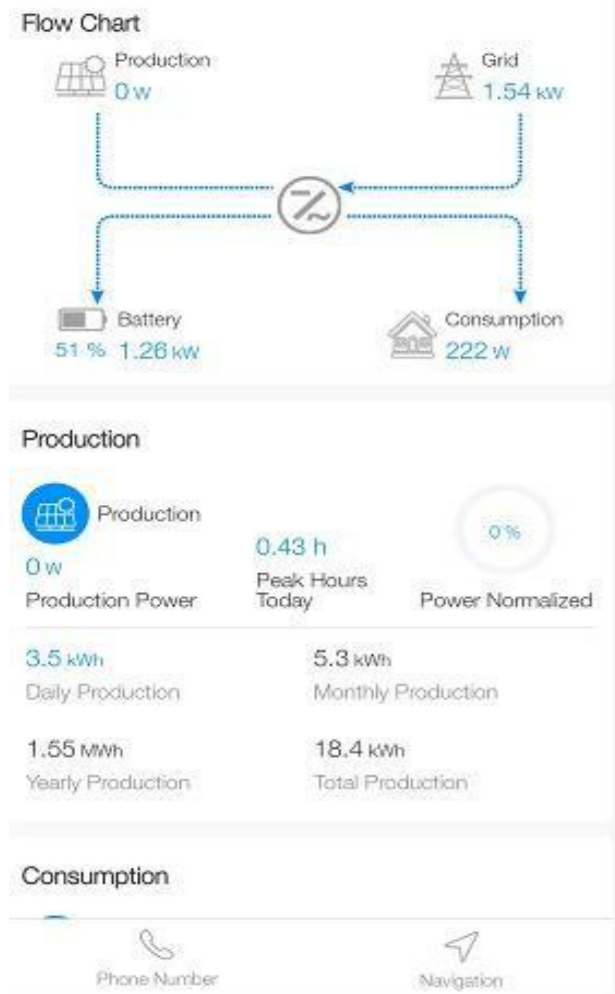 Flow Chart
Production
0 w
Grid
1.54 kW
Battery
51 % 1.26 kW
Consumption
222 w
Production
Production
0 w
Production Power
0.43 h
Peak Hours
Today
0 %
Power Normalized
3.5 kWh
Daily Production
5.3 kWh
Monthly Production
1.55 MWh
Yearly Production
18.4 kWh
Total Production
Consumption
Phone Number
Navigation